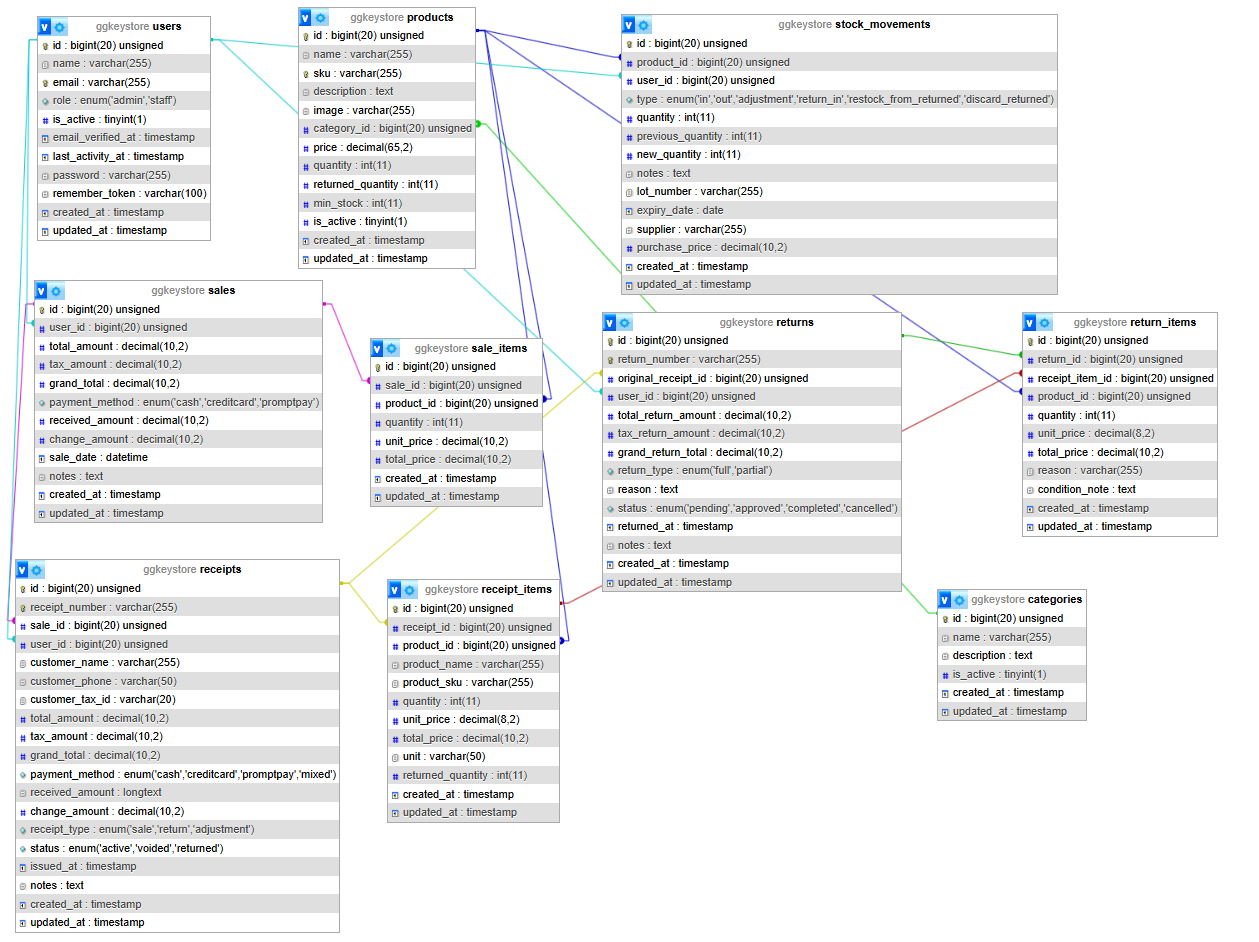 ggkeystore users
id : bigint(20) unsigned
name : varchar(255)
email : varchar(255)
role : enum('admin','staff')
is_active : tinyint(1)
email_verified_at : timestamp
last_activity_at : timestamp
password : varchar(255)
remember_token : varchar(100)
created_at : timestamp
updated_at : timestamp
ggkeystore products
id : bigint(20) unsigned
name : varchar(255)
sku : varchar(255)
description : text
image : varchar(255)
category_id : bigint(20) unsigned
price : decimal(65,2)
quantity : int(11)
returned_quantity : int(11)
min_stock : int(11)
is_active : tinyint(1)
created_at : timestamp
updated_at : timestamp
ggkeystore stock_movements
id : bigint(20) unsigned
product_id : bigint(20) unsigned
user_id : bigint(20) unsigned
type : enum('in','out','adjustment','return_in','restock_from_returned','discard_returned')
quantity : int(11)
previous_quantity : int(11)
new_quantity : int(11)
notes : text
lot_number : varchar(255)
expiry_date : date
supplier : varchar(255)
purchase_price : decimal(10,2)
created_at : timestamp
updated_at : timestamp
ggkeystore sales
id : bigint(20) unsigned
user_id : bigint(20) unsigned
total_amount : decimal(10,2)
tax_amount : decimal(10,2)
grand_total : decimal(10,2)
payment_method : enum('cash','creditcard','promptpay')
received_amount : decimal(10,2)
change_amount : decimal(10,2)
sale_date : datetime
notes : text
created_at : timestamp
updated_at : timestamp
ggkeystore sale_items
id : bigint(20) unsigned
sale_id : bigint(20) unsigned
product_id : bigint(20) unsigned
quantity : int(11)
unit_price : decimal(10,2)
total_price : decimal(10,2)
created_at : timestamp
updated_at : timestamp
ggkeystore returns
id : bigint(20) unsigned
return_number : varchar(255)
original_receipt_id : bigint(20) unsigned
user_id : bigint(20) unsigned
total_return_amount : decimal(10,2)
tax_return_amount : decimal(10,2)
grand_return_total : decimal(10,2)
return_type : enum('full','partial')
reason : text
status : enum('pending','approved','completed','cancelled')
returned_at : timestamp
notes : text
created_at : timestamp
updated_at : timestamp
ggkeystore return_items
id : bigint(20) unsigned
return_id : bigint(20) unsigned
receipt_item_id : bigint(20) unsigned
product_id : bigint(20) unsigned
quantity : int(11)
unit_price : decimal(8,2)
total_price : decimal(10,2)
reason : varchar(255)
condition_note : text
created_at : timestamp
updated_at : timestamp
ggkeystore receipts
id : bigint(20) unsigned
receipt_number : varchar(255)
sale_id : bigint(20) unsigned
user_id : bigint(20) unsigned
customer_name : varchar(255)
customer_phone : varchar(50)
customer_tax_id : varchar(20)
total_amount : decimal(10,2)
tax_amount : decimal(10,2)
grand_total : decimal(10,2)
payment_method : enum('cash','creditcard','promptpay','mixed')
received_amount : longtext
change_amount : decimal(10,2)
receipt_type : enum('sale','return','adjustment')
status : enum('active','voided','returned')
issued_at : timestamp
notes : text
created_at : timestamp
updated_at : timestamp
ggkeystore receipt_items
id : bigint(20) unsigned
receipt_id : bigint(20) unsigned
product_id : bigint(20) unsigned
product_name : varchar(255)
product_sku : varchar(255)
quantity : int(11)
unit_price : decimal(8,2)
total_price : decimal(10,2)
unit : varchar(50)
returned_quantity : int(11)
created_at : timestamp
updated_at : timestamp
ggkeystore categories
id : bigint(20) unsigned
name : varchar(255)
description : text
is_active : tinyint(1)
created_at : timestamp
updated_at : timestamp